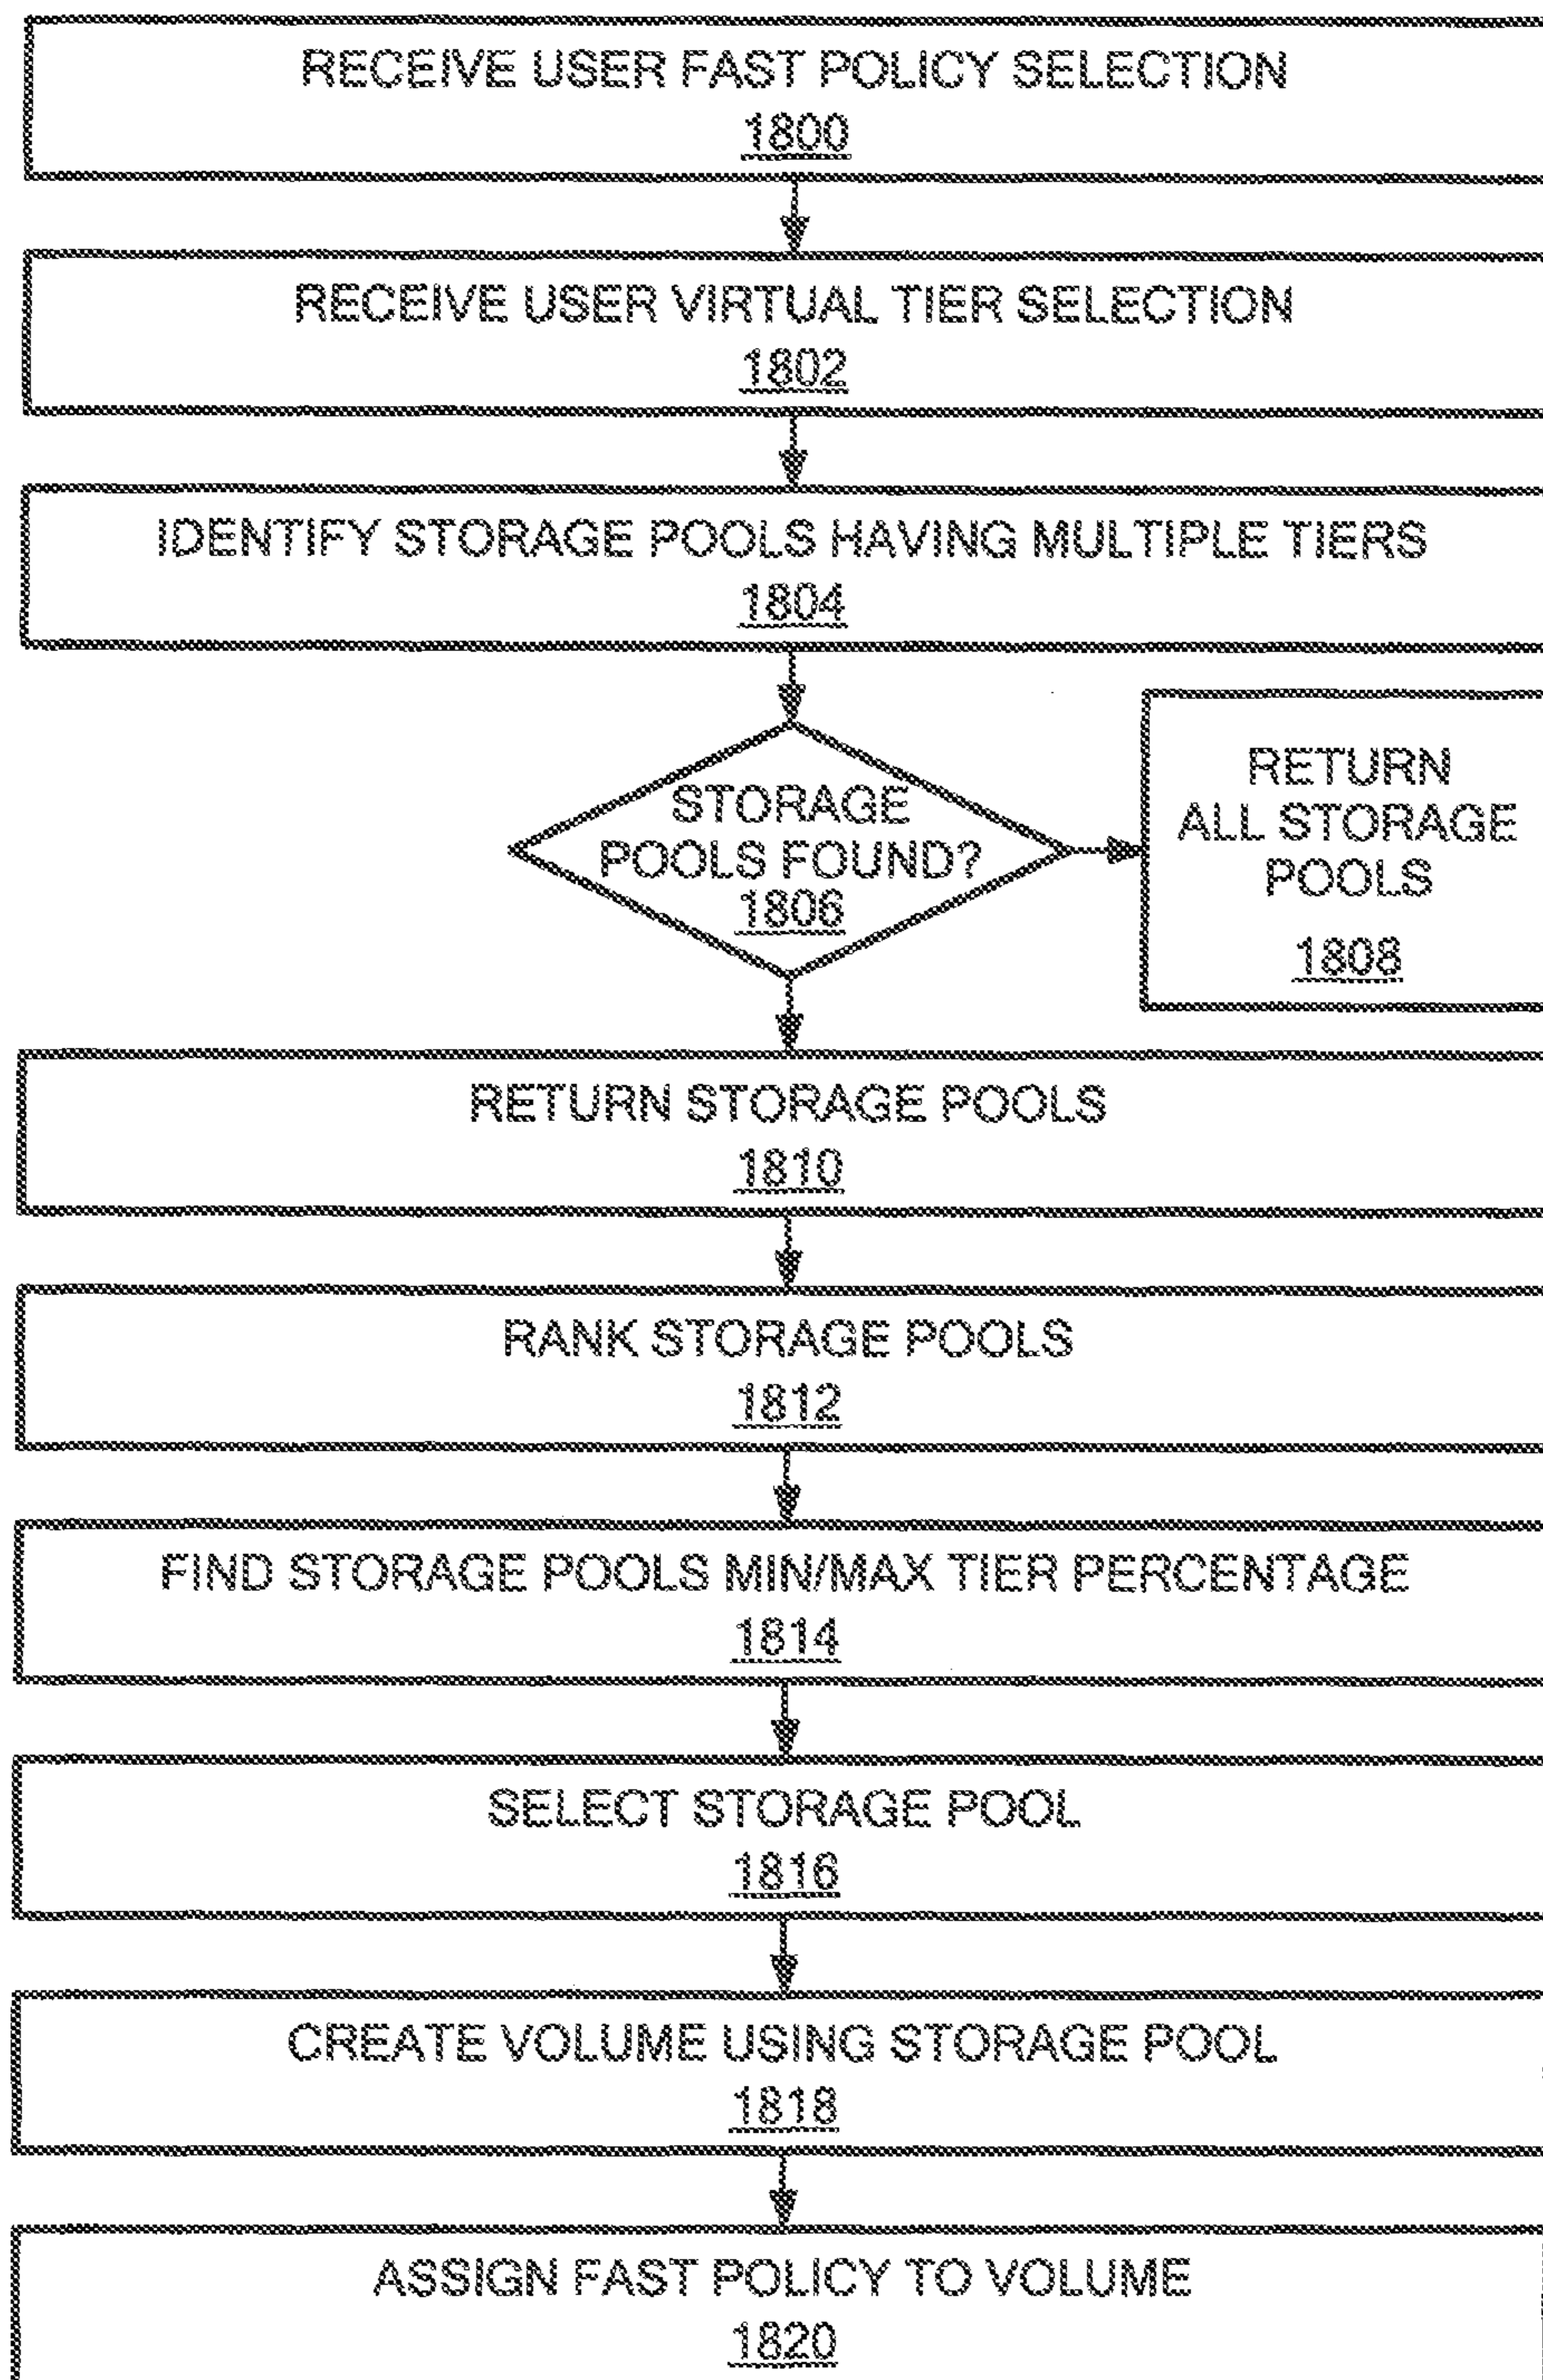 RECEIVE USER FAST POLICY SELECTION
1800
RECEIVE USER VIRTUAL TIER SELECTION
1802
IDENTIFY STORAGE POOLS HAVING MULTIPLE TIERS
1804
STORAGE
POOLS FOUND?
1806
RETURN
ALL STORAGE
POOLS
1808
RETURN STORAGE POOLS
1810
RANK STORAGE POOLS
1812
FIND STORAGE POOLS MIN/MAX TIER PERCENTAGE
1814
SELECT STORAGE POOL
1816
CREATE VOLUME USING STORAGE POOL
1818
ASSIGN FAST POLICY TO VOLUME
1820